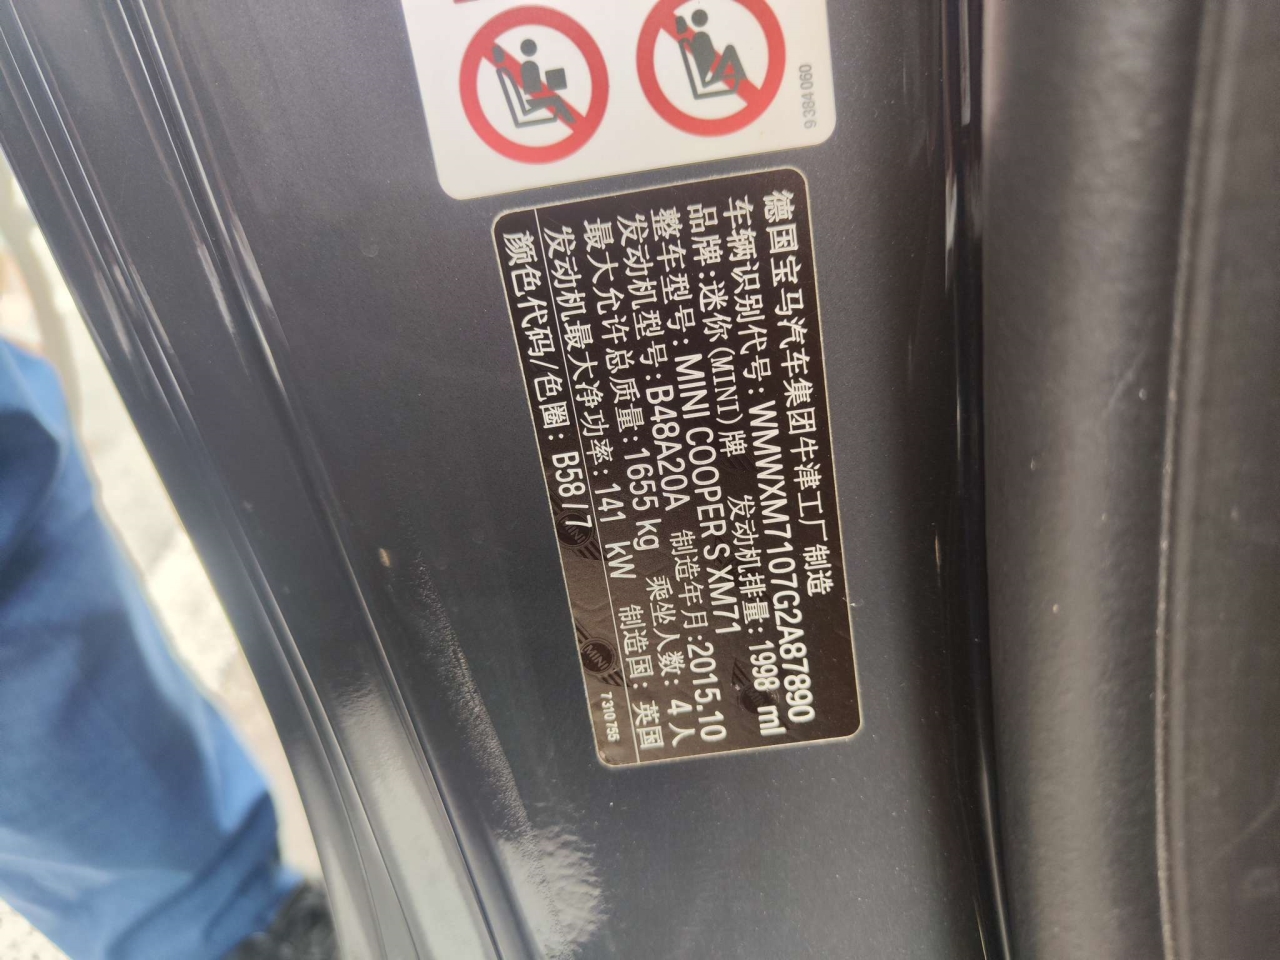 9 384 060
德国宝马汽车集团牛津工厂制造
车辆识别代号: WMWXM7107G2A87890
品牌:迷你(MINI)牌 发动机排量: 1998 ml
整车型号: MINI COOPER S XM71
发动机型号: B48A20A 制造年月:2015.10
最大允许总质量: 1655 kg 乘坐人数: 4人
发动机最大净功率: 141 kW 制造国: 英国
颜色代码/色圈: B58/7
7 310 755
MINI
MINI